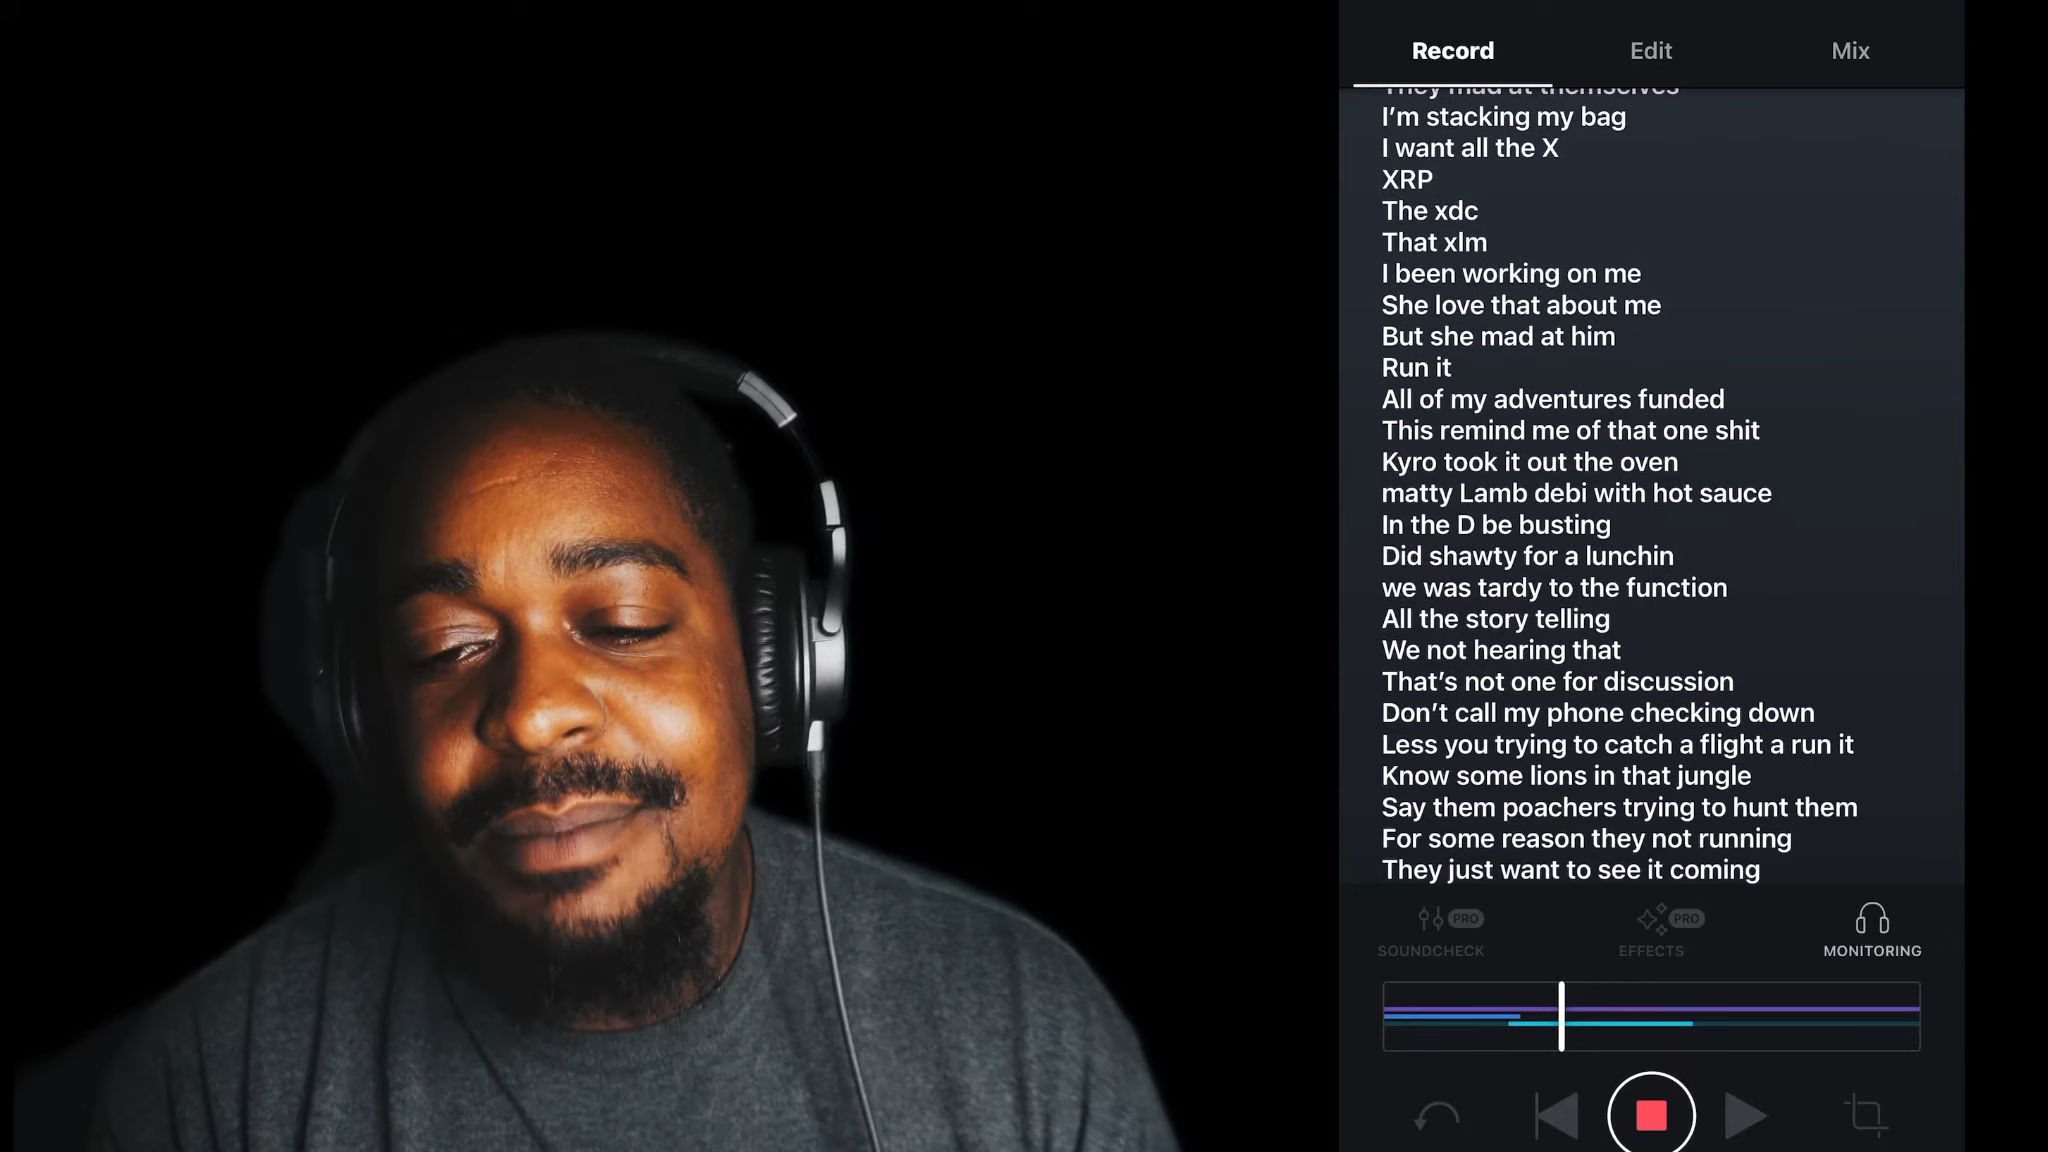 Record
Edit
Mix
They mad at themselves
I’m stacking my bag
I want all the X
XRP
The xdc
That xlm
I been working on me
She love that about me
But she mad at him
Run it
All of my adventures funded
This remind me of that one shit
Kyro took it out the oven
matty Lamb debi with hot sauce
In the D be busting
Did shawty for a lunchin
we was tardy to the function
All the story telling
We not hearing that
That’s not one for discussion
Don’t call my phone checking down
Less you trying to catch a flight a run it
Know some lions in that jungle
Say them poachers trying to hunt them
For some reason they not running
They just want to see it coming
PRO
SOUNDCHECK
PRO
EFFECTS
MONITORING